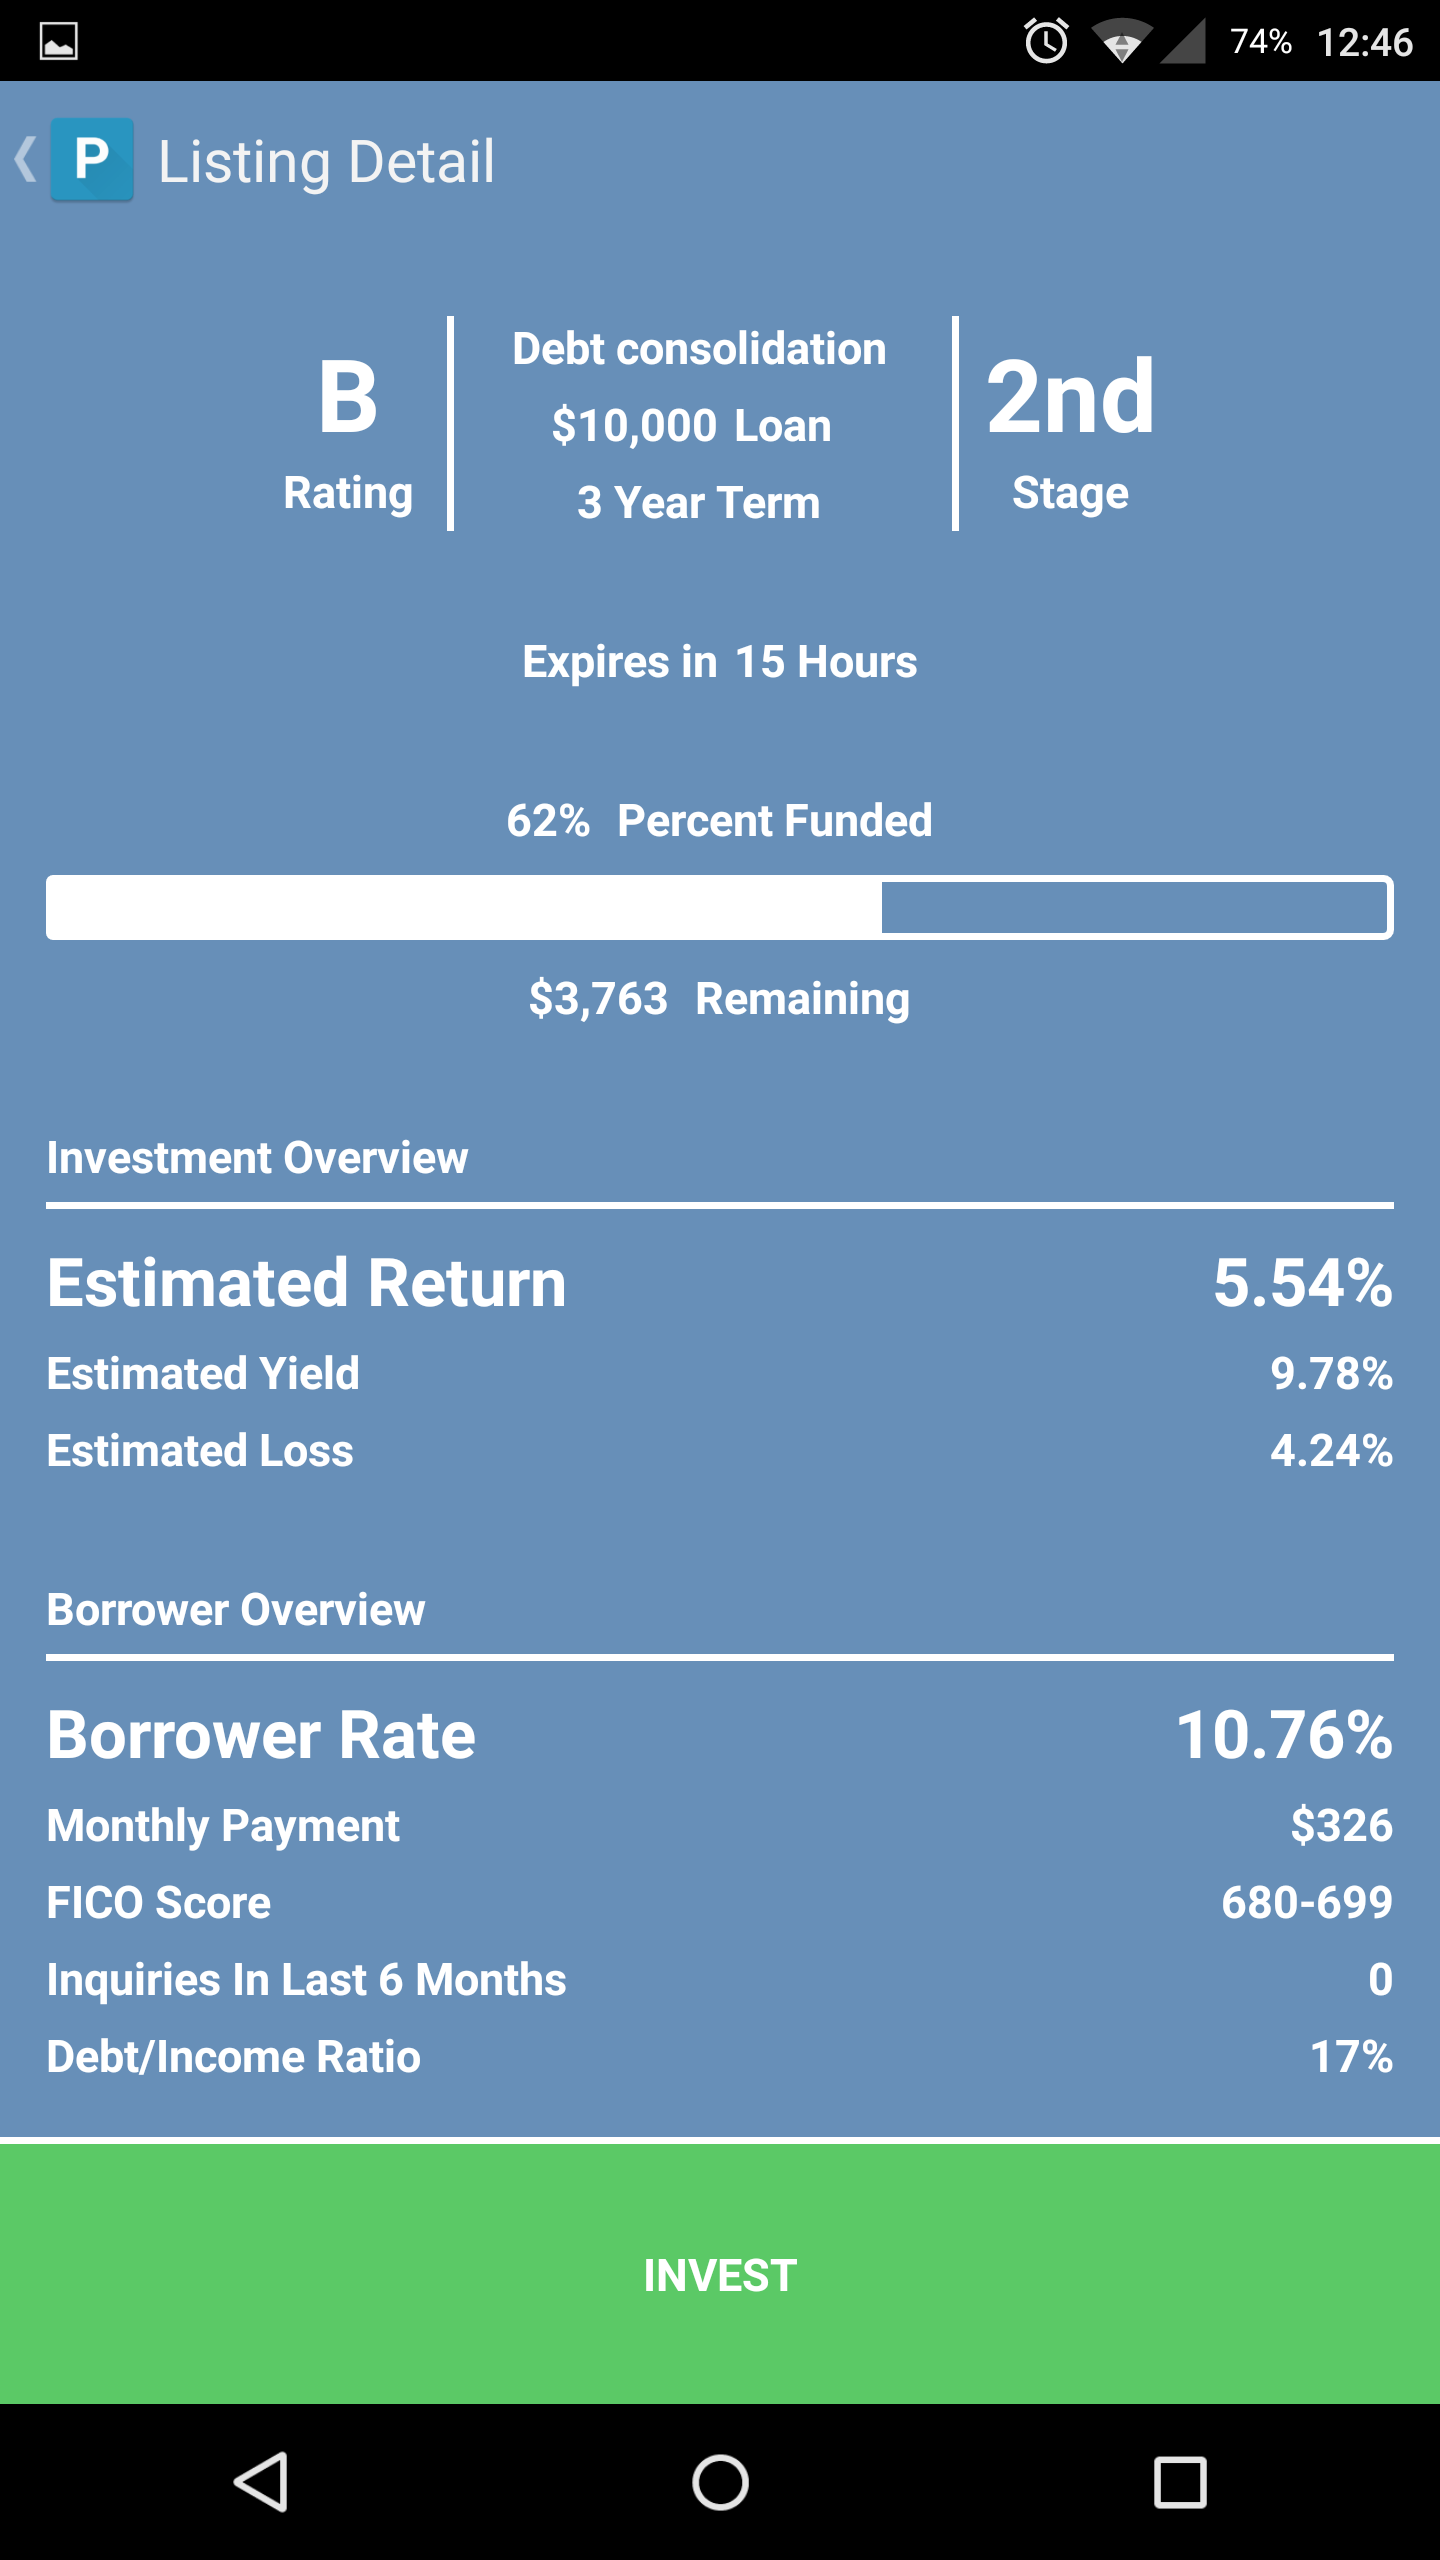 74% 12:46
P Listing Detail
B
Rating
Debt consolidation
$10,000 Loan
3 Year Term
2nd
Stage
Expires in 15 Hours
62% Percent Funded
$3,763 Remaining
Investment Overview
Estimated Return 5.54%
Estimated Yield 9.78%
Estimated Loss 4.24%
Borrower Overview
Borrower Rate 10.76%
Monthly Payment $326
FICO Score 680-699
Inquiries In Last 6 Months 0
Debt/Income Ratio 17%
INVEST